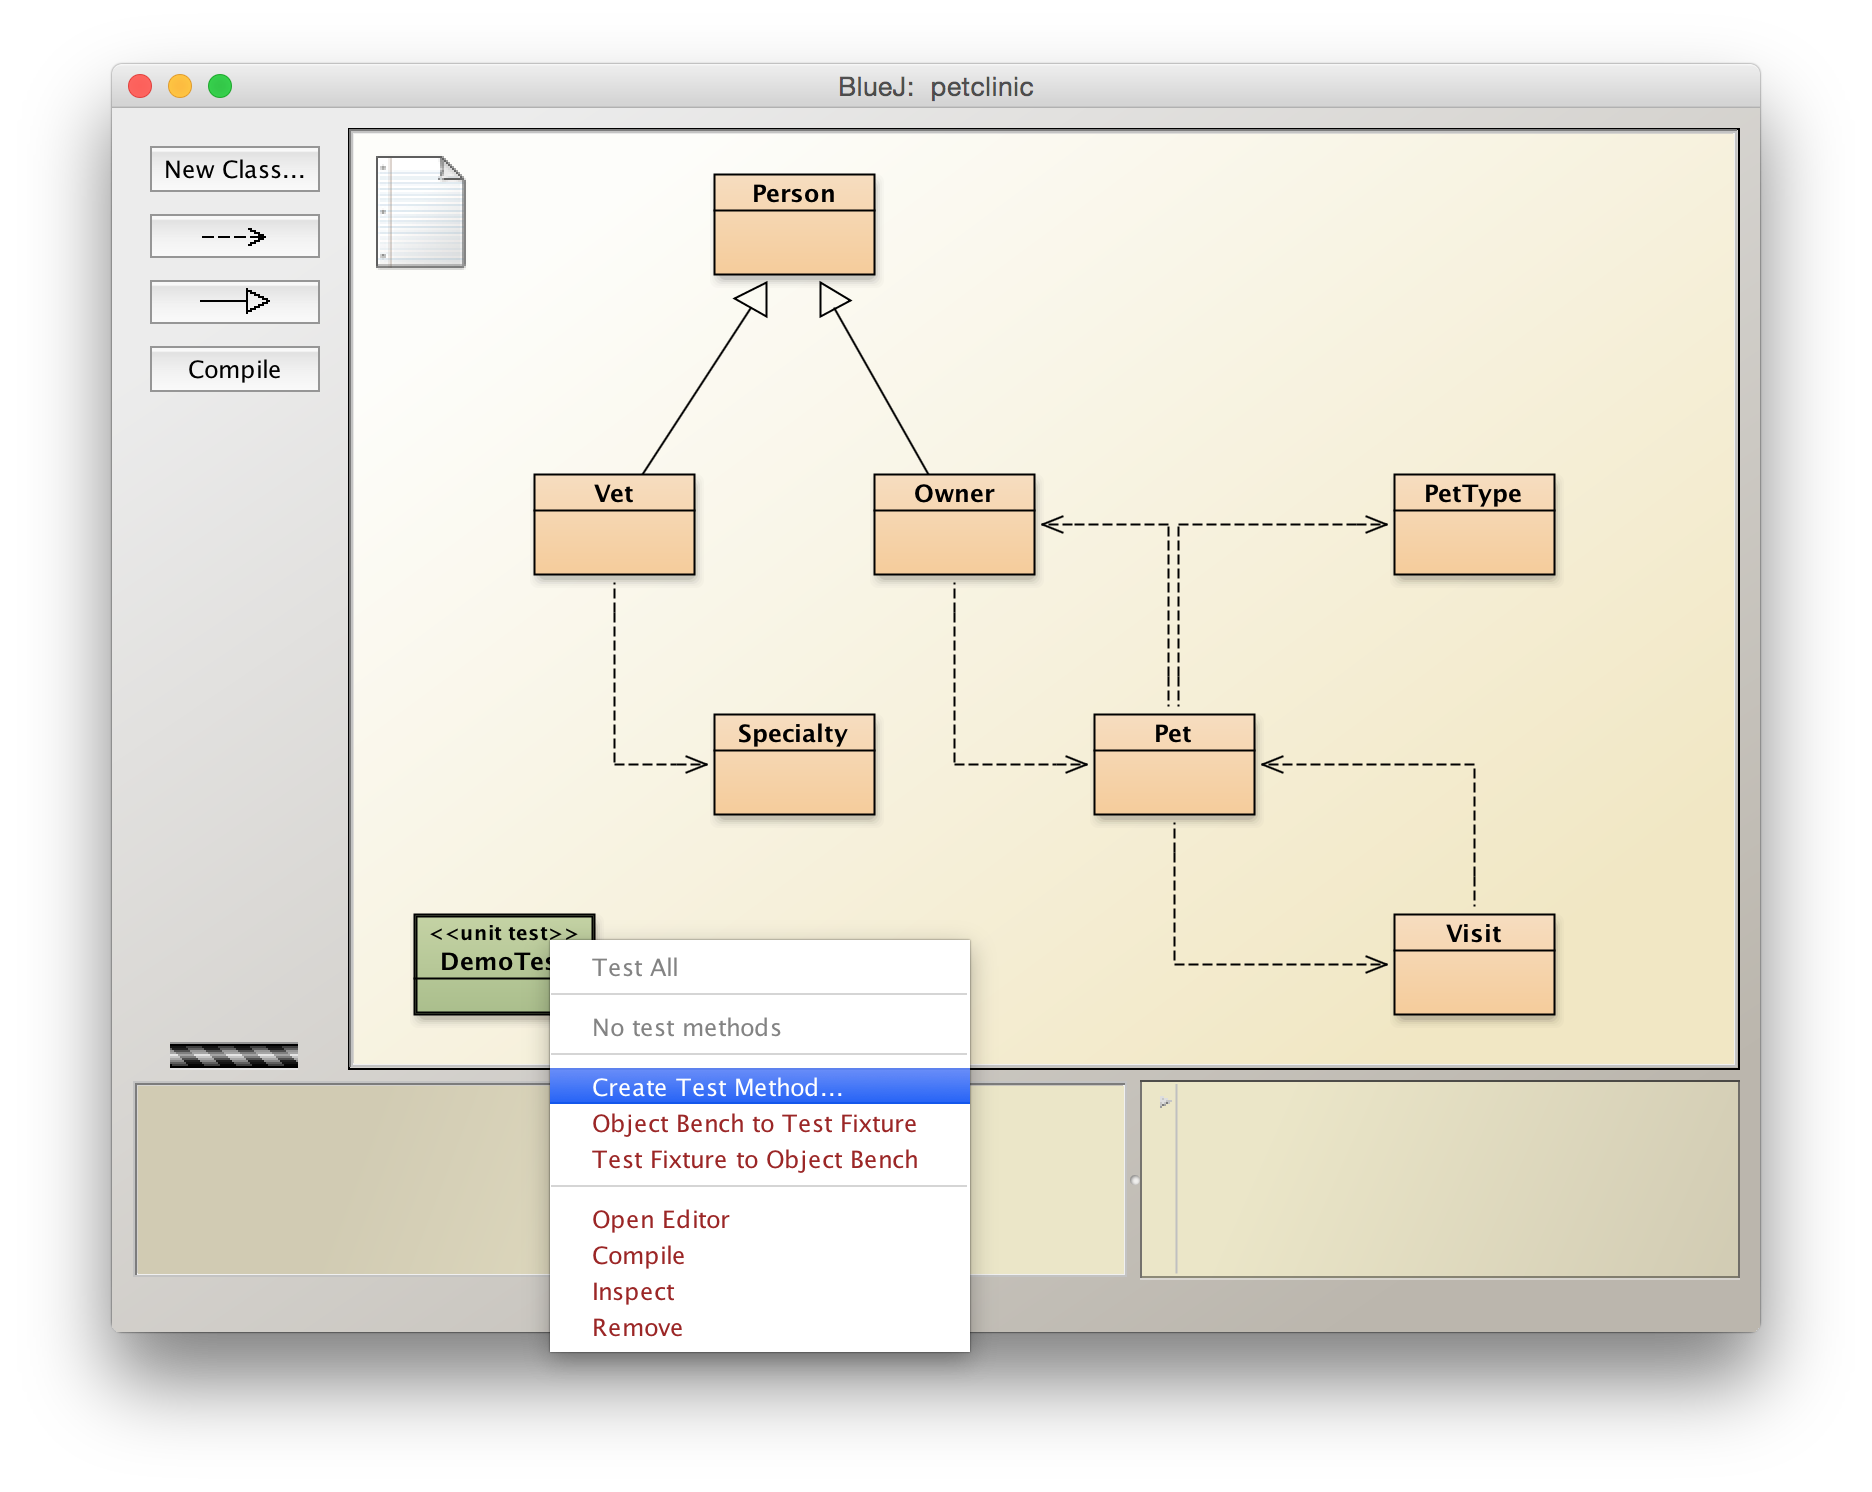 BlueJ: petclinic
New Class...
Compile
Person
Vet
Owner
PetType
Specialty
Pet
Visit
<<unit test>>
Test All
No test methods
Create Test Method...
Object Bench to Test Fixture
Test Fixture to Object Bench
Open Editor
Compile
Inspect
Remove